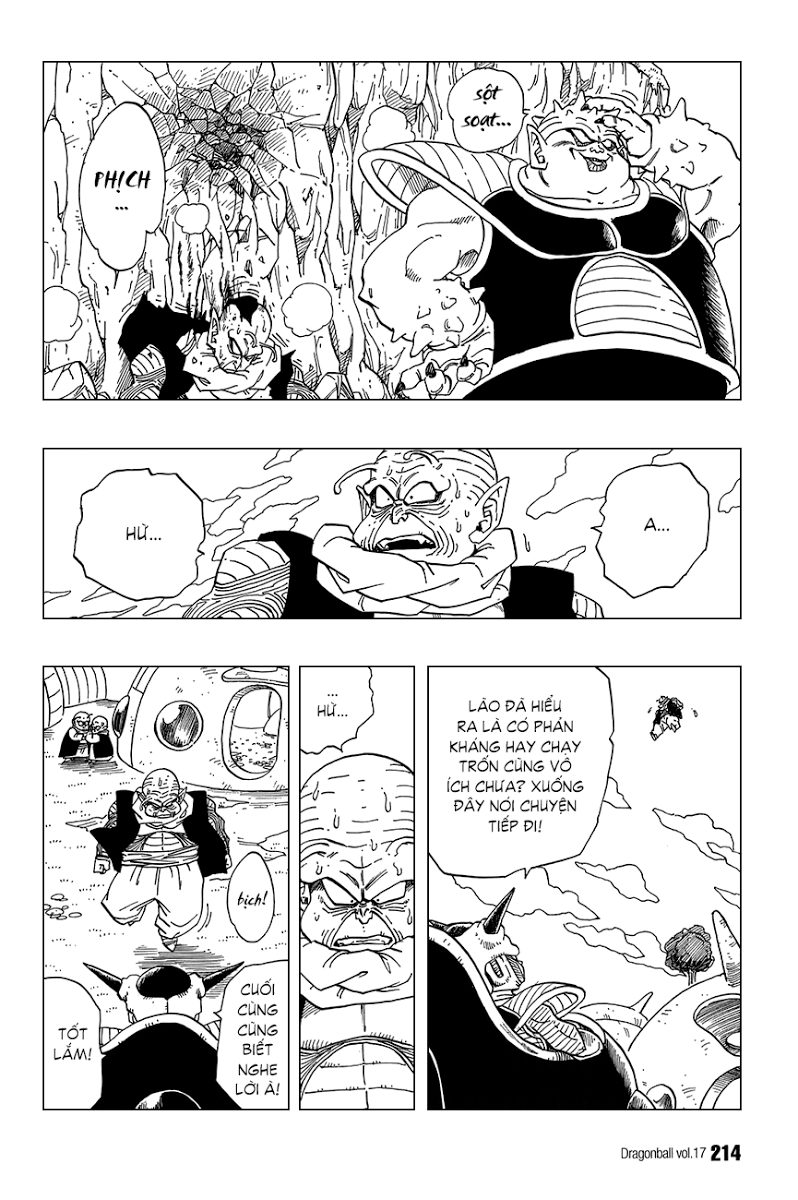 sột
soạt...
PHỊCH
...
A...
HỪ...
LÃO ĐÃ HIỂU
RA LÀ CÓ PHẢN
KHÁNG HAY CHẠY
TRỐN CŨNG VÔ
ÍCH CHƯA? XUỐNG
ĐÂY NÓI CHUYỆN
TIẾP ĐI!
...
HỪ...
bịch!
CUỐI
CÙNG
CŨNG
BIẾT
NGHE
LỜI À!
TỐT
LẮM!
Dragonball vol.17 214